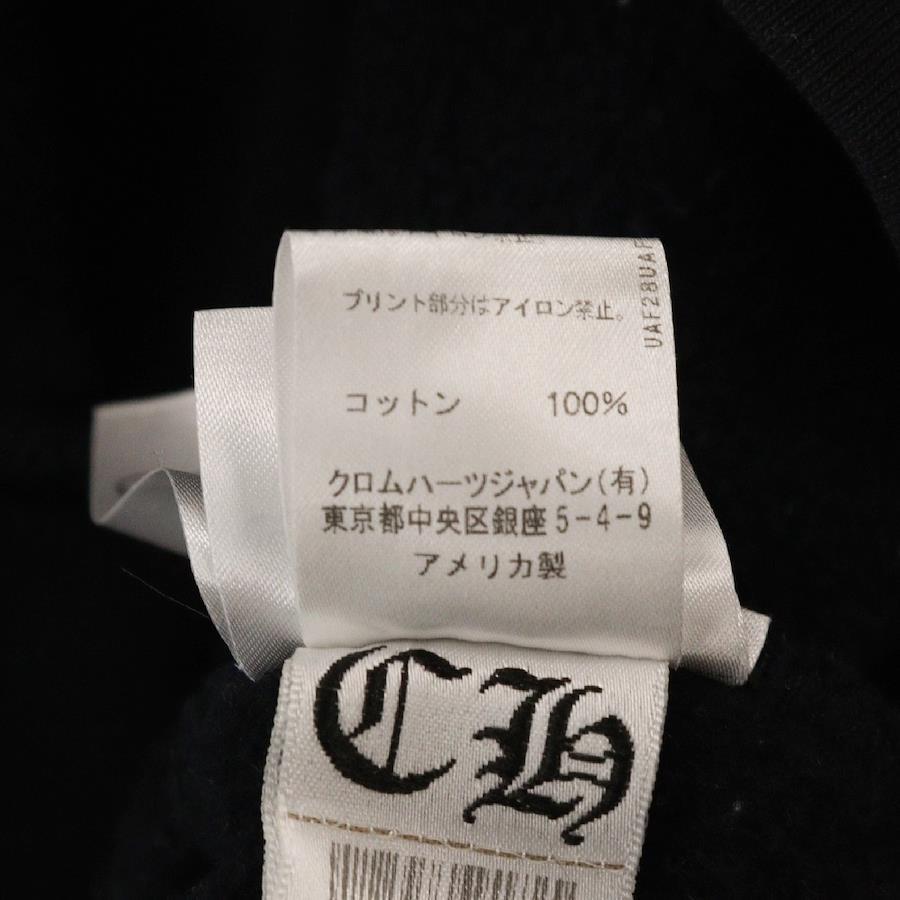 プリント部分はアイロン禁止。
コットン 100%
クロムハーツジャパン(有)
東京都中央区銀座5-4-9
アメリカ製
UAF28UAF
CH